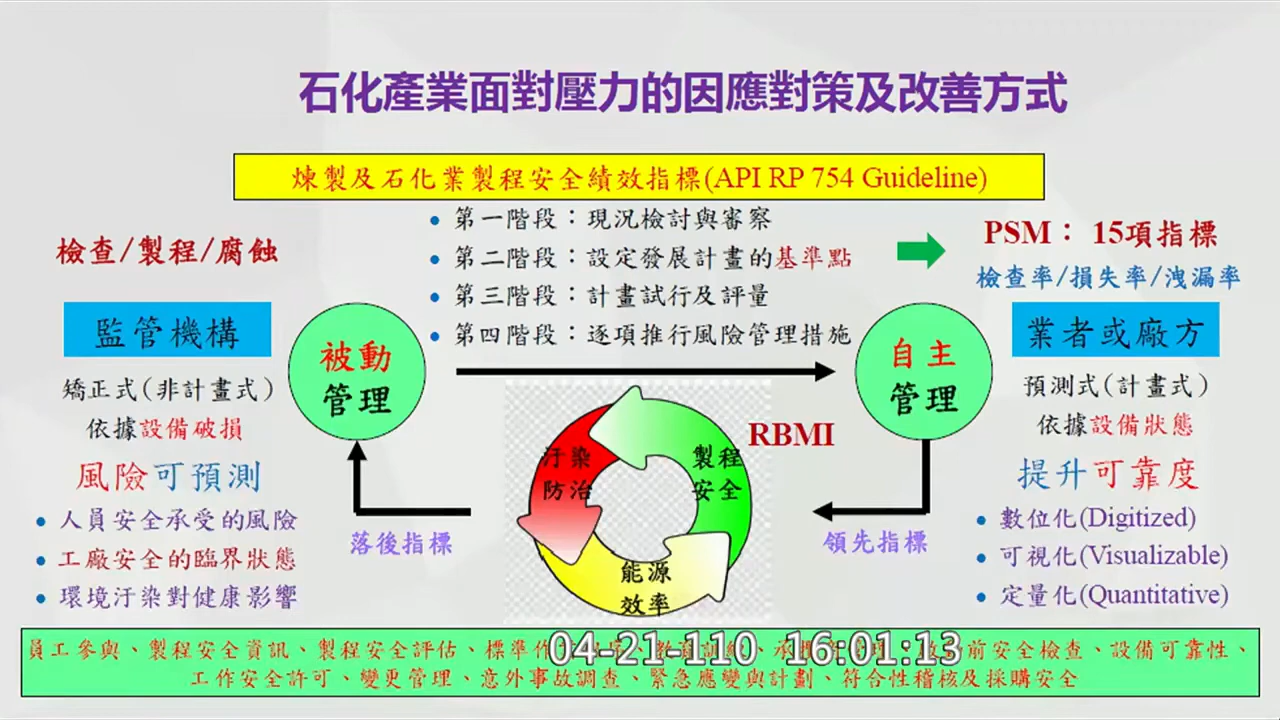 石化產業面對壓力的因應對策及改善方式
煉製及石化業製程安全績效指標(API RP 754 Guideline)
• 第一階段：現況檢討與審察
• 第二階段：設定發展計畫的基準點
• 第三階段：計畫試行及評量
• 第四階段：逐項推行風險管理措施
檢查/製程/腐蝕
監管機構
矯正式(非計畫式)
依據設備破損
風險可預測
• 人員安全承受的風險
• 工廠安全的臨界狀態
• 環境汙染對健康影響
被動
管理
自主
管理
PSM： 15項指標
檢查率/損失率/洩漏率
業者或廠方
預測式(計畫式)
依據設備狀態
提升可靠度
• 數位化(Digitized)
• 可視化(Visualizable)
• 定量化(Quantitative)
RBMI
汙染
防治
製程
安全
能源
效率
落後指標
領先指標
員工參與、製程安全資訊、製程安全評估、標準作 前安全檢查、設備可靠性、
工作安全許可、變更管理、意外事故調查、緊急應變與計劃、符合性稽核及採購安全
04-21-110 16:01:13